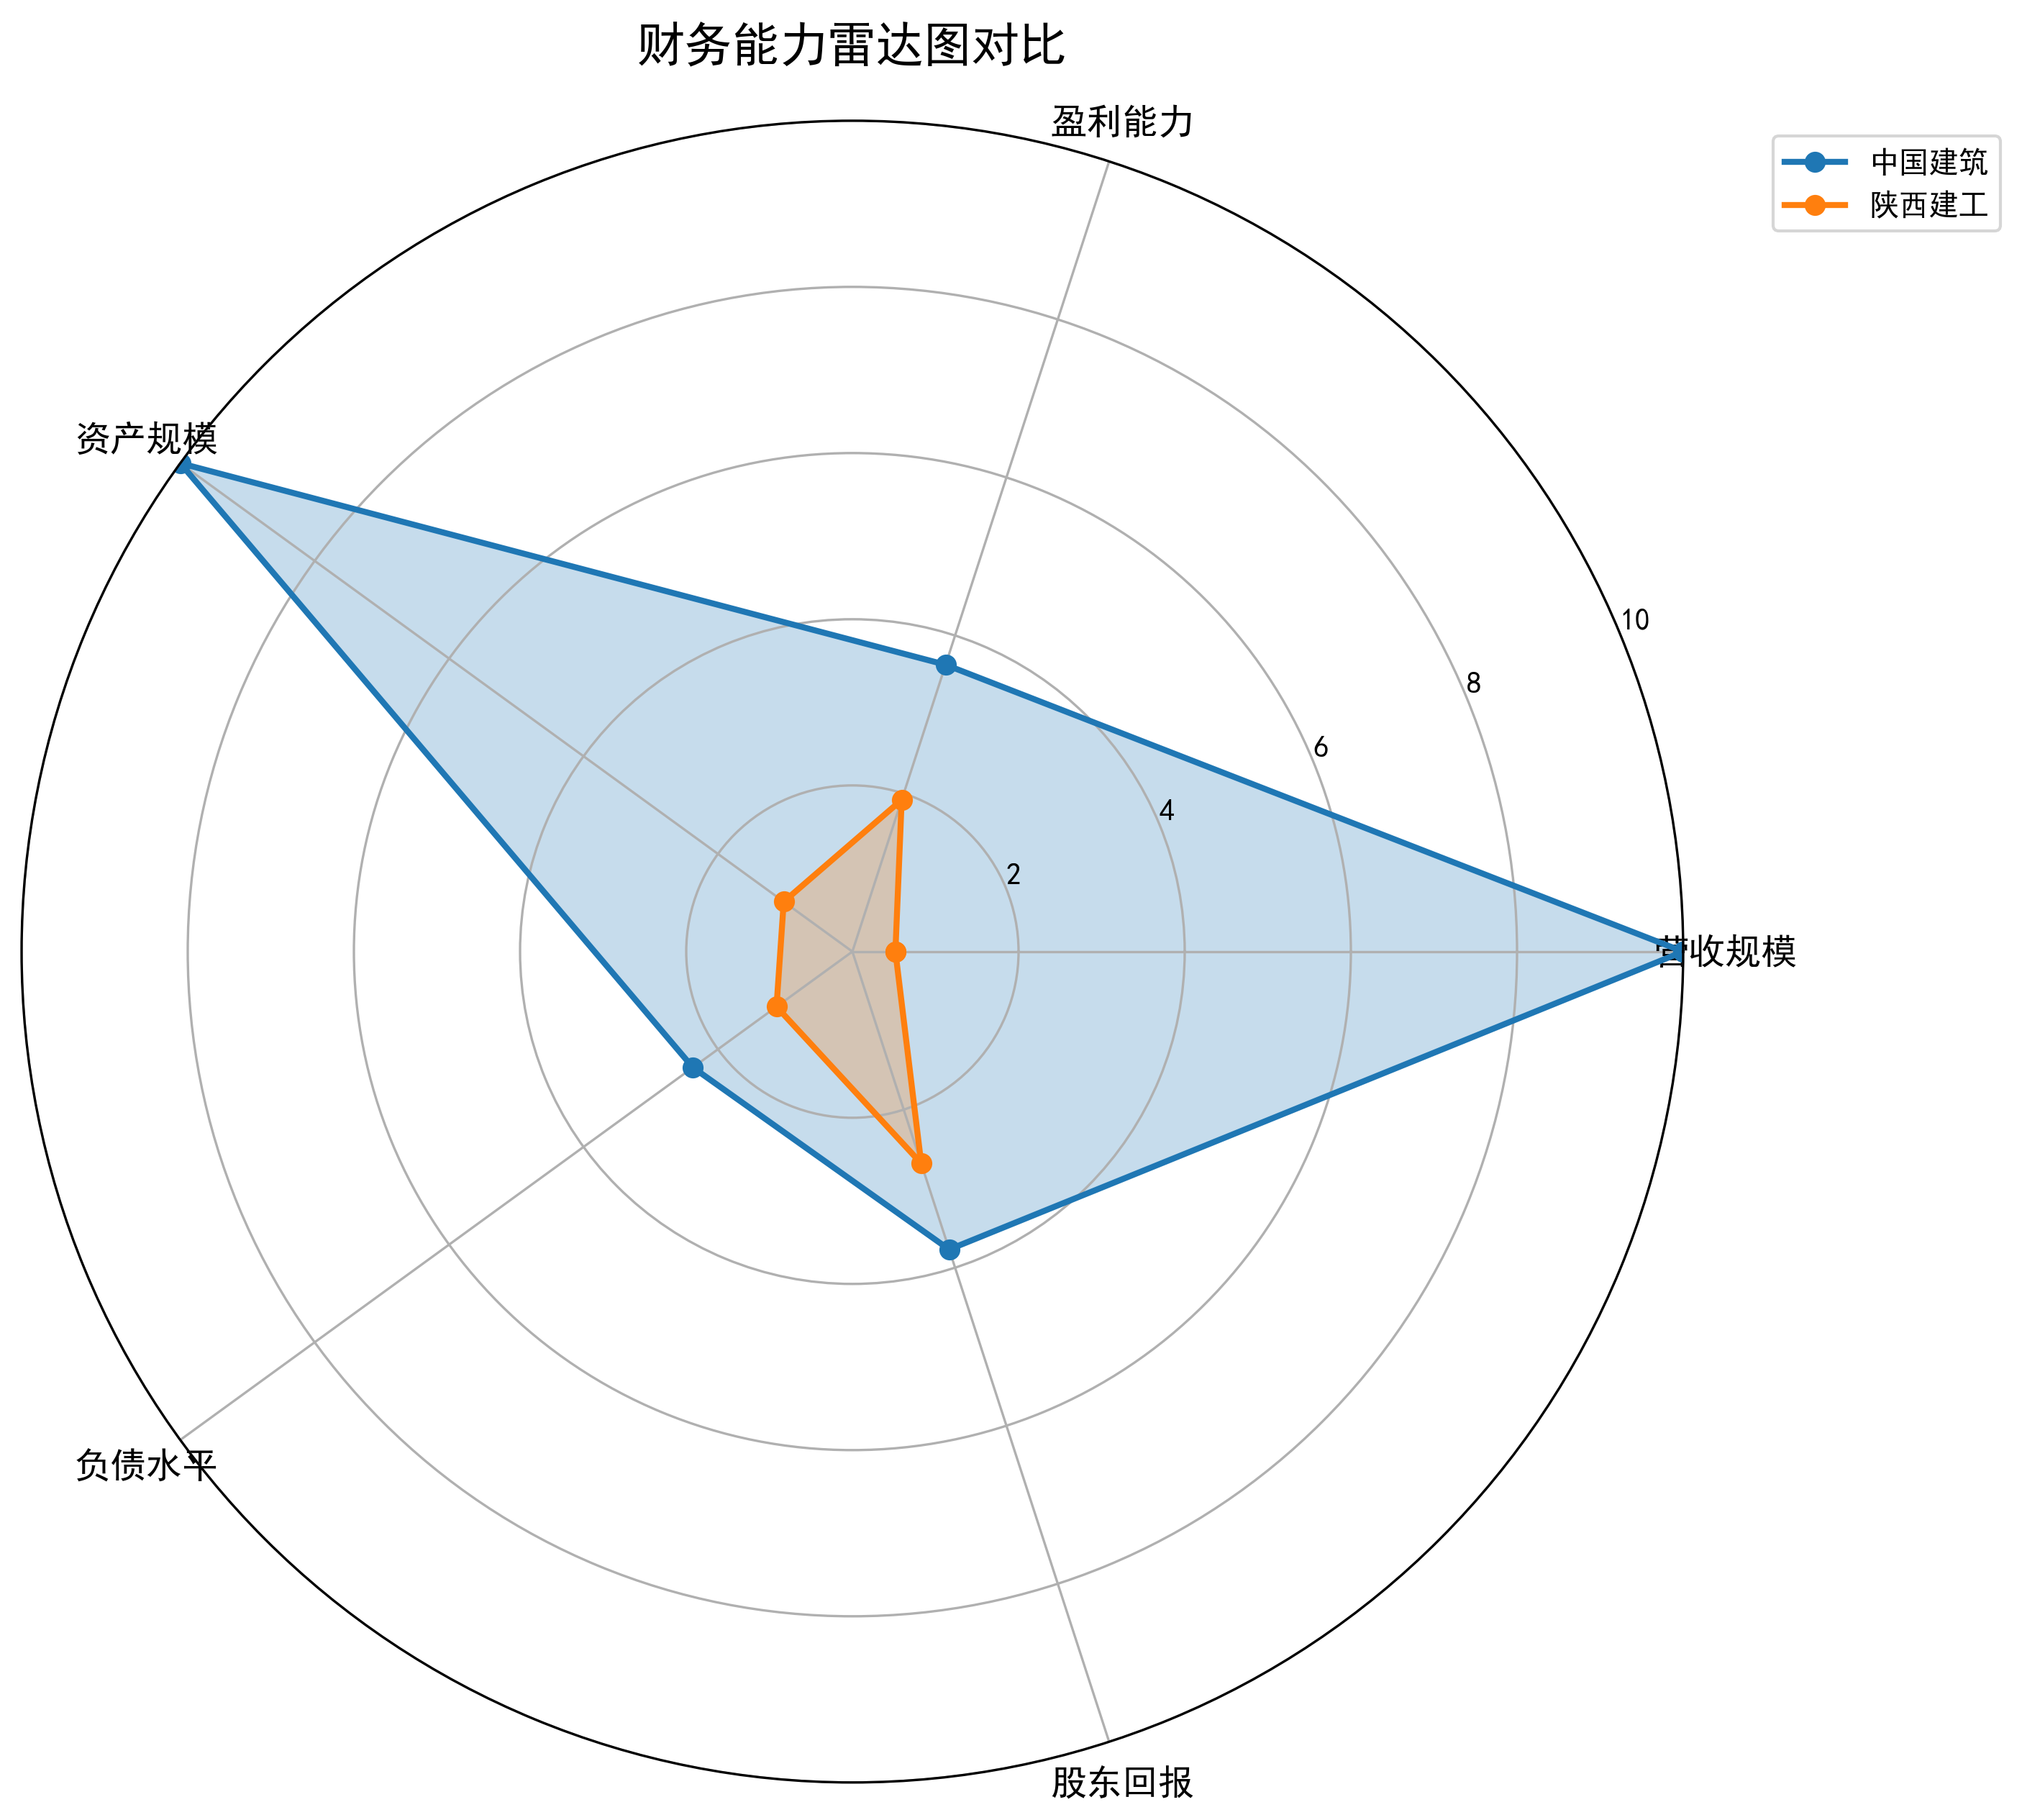 财务能力雷达图对比
盈利能力
中国建筑
陕西建工
资产规模
10
8
6
4
2
营收规模
负债水平
股东回报